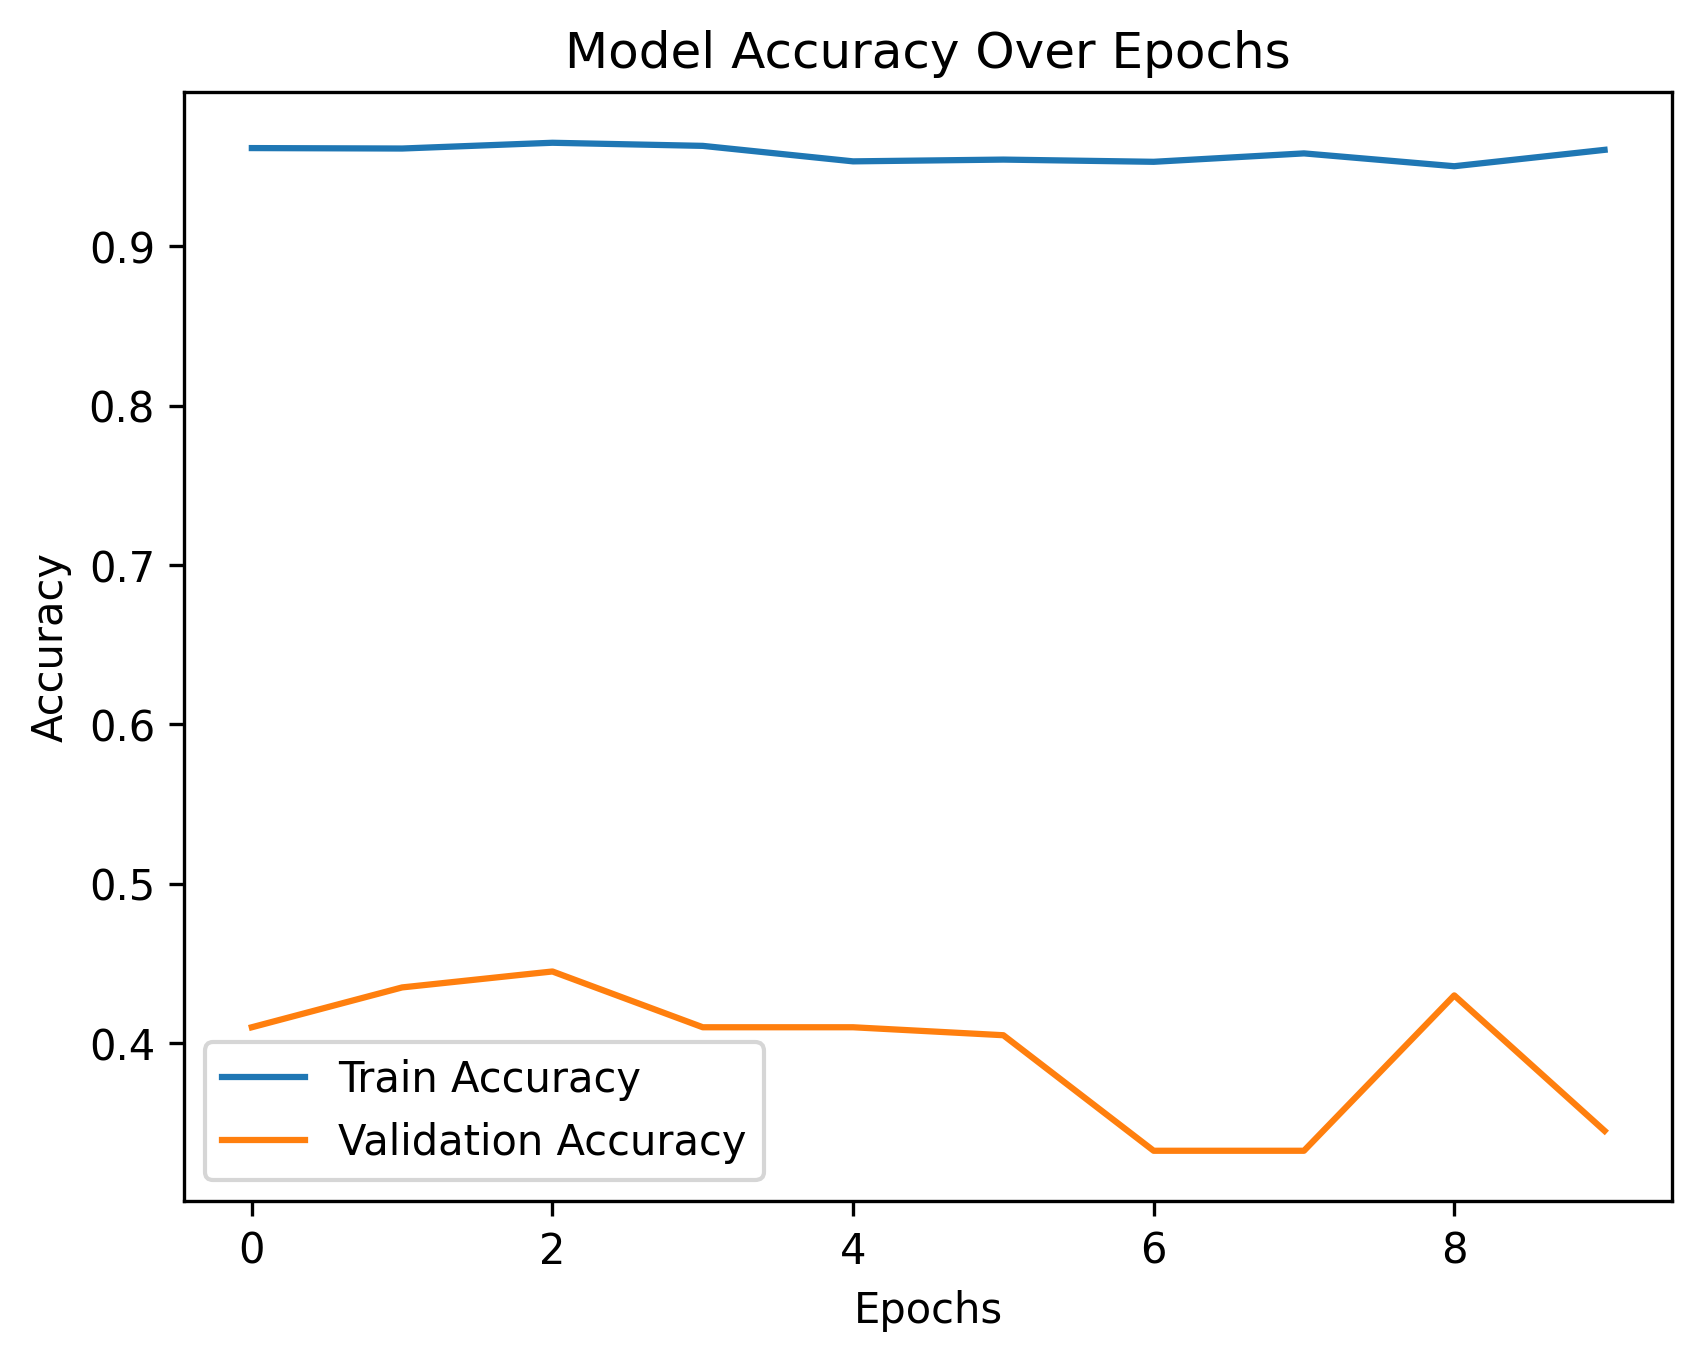 Model Accuracy Over Epochs
0.9
0.8
0.7
0.6
0.5
0.4
Accuracy
Train Accuracy
Validation Accuracy
0 2 4 6 8
Epochs